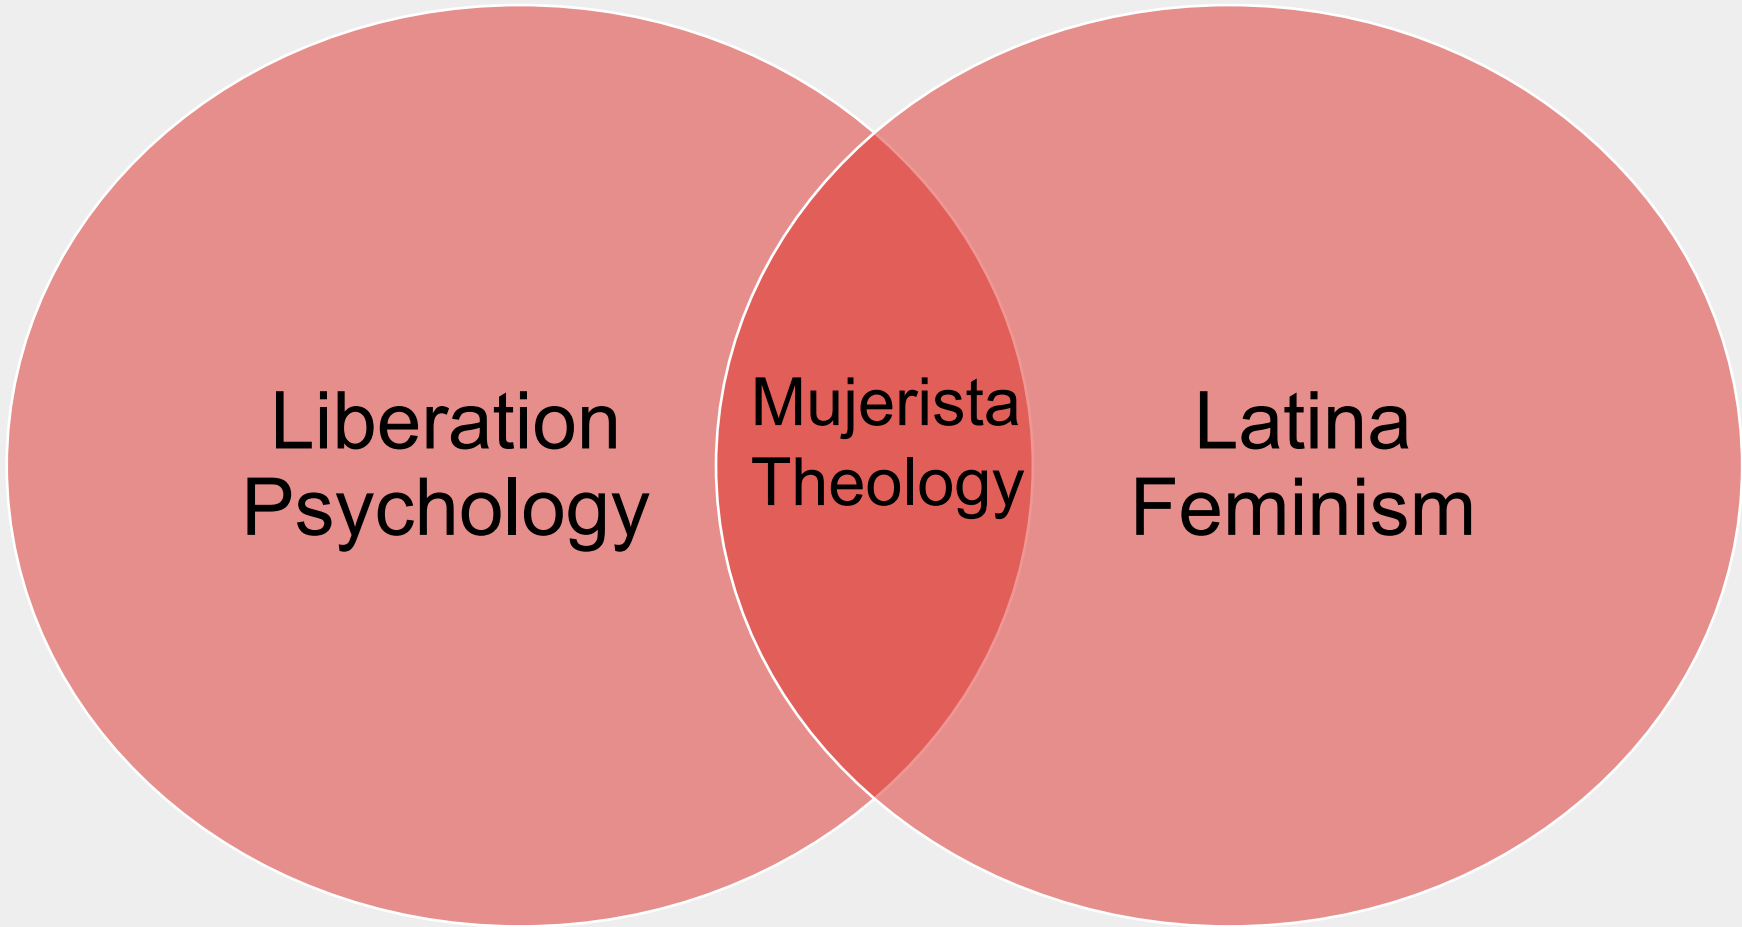 Liberation
Psychology
Mujerista
Theology
Latina
Feminism